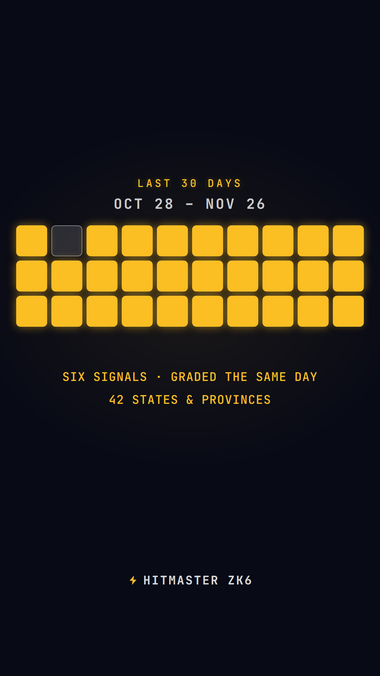 LAST 30 DAYS
OCT 28 – NOV 26
SIX SIGNALS · GRADED THE SAME DAY
42 STATES & PROVINCES
HITMASTER ZK6